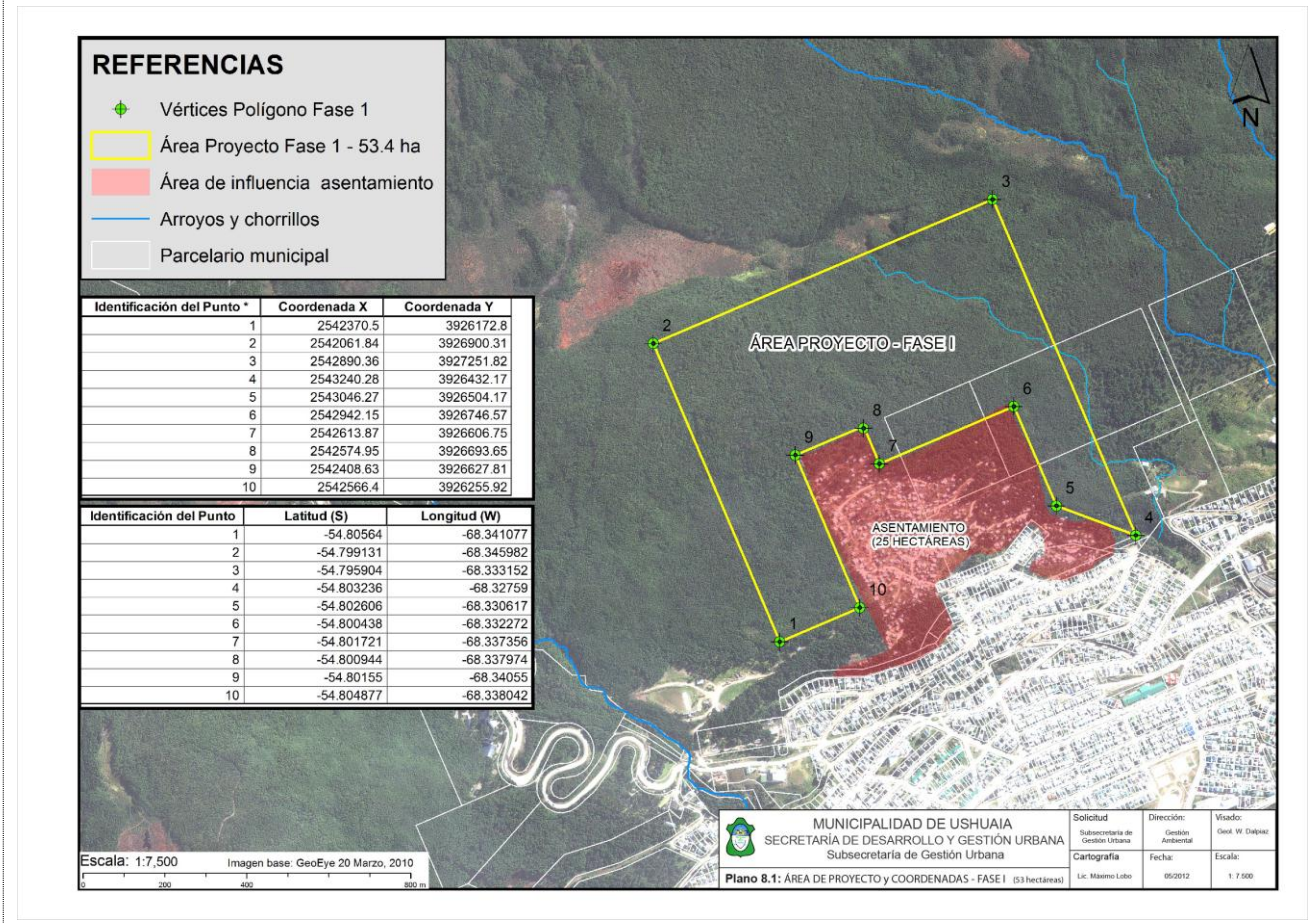 REFERENCIAS
Vértices Polígono Fase 1
Área Proyecto Fase 1 - 53.4 ha
Área de influencia asentamiento
Arroyos y chorrillos
Parcelario municipal
Identificación del Punto * Coordenada X Coordenada Y
1 2542370.5 3926172.8
2 2542061.84 3926900.31
3 2542890.36 3927251.82
4 2543240.28 3926432.17
5 2543046.27 3926504.17
6 2542942.15 3926746.57
7 2542613.87 3926606.75
8 2542574.95 3926693.65
9 2542408.63 3926627.81
10 2542566.4 3926255.92
Identificación del Punto Latitud (S) Longitud (W)
1 -54.80564 -68.341077
2 -54.799131 -68.345982
3 -54.795904 -68.333152
4 -54.803236 -68.32759
5 -54.802606 -68.330617
6 -54.800438 -68.332272
7 -54.801721 -68.337356
8 -54.800944 -68.337974
9 -54.80155 -68.34055
10 -54.804877 -68.338042
N
3
2
ÁREA PROYECTO - FASE I
6
8
9
7
5
ASENTAMIENTO
(25 HECTÁREAS)
4
10
1
Escala: 1:7,500 Imagen base: GeoEye 20 Marzo, 2010
0 200 400 800 m
MUNICIPALIDAD DE USHUAIA
SECRETARÍA DE DESARROLLO Y GESTIÓN URBANA
Subsecretaría de Gestión Urbana
Plano 8.1: ÁREA DE PROYECTO y COORDENADAS - FASE I (53 hectáreas)
Solicitud
Subsecretaría de
Gestión Urbana
Dirección:
Gestión
Ambiental
Visado:
Geol. W. Dalpiaz
Cartografía
Lic. Máximo Lobo
Fecha:
05/2012
Escala:
1: 7.500